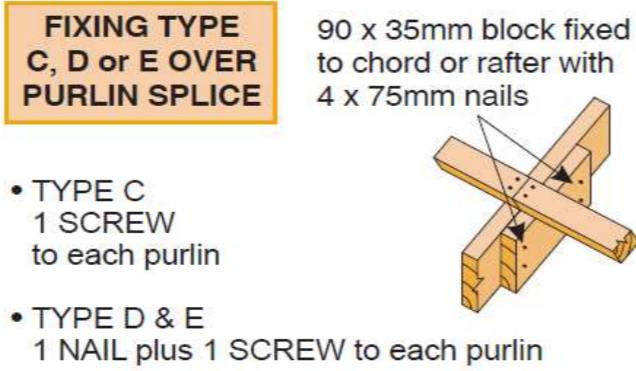 FIXING TYPE
C, D or E OVER
PURLIN SPLICE
90 x 35mm block fixed
to chord or rafter with
4 x 75mm nails
• TYPE C
1 SCREW
to each purlin
• TYPE D & E
1 NAIL plus 1 SCREW to each purlin